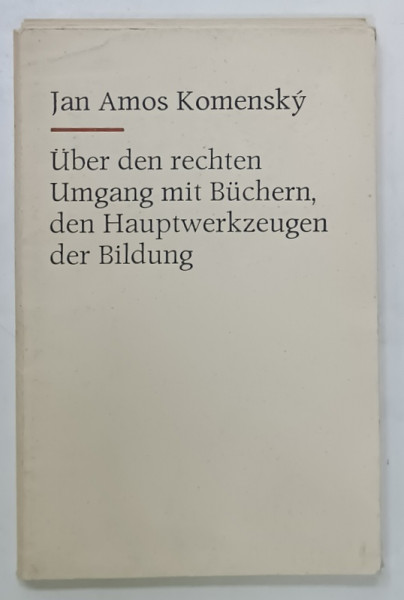 Jan Amos Komenský
Über den rechten
Umgang mit Büchern,
den Hauptwerkzeugen
der Bildung